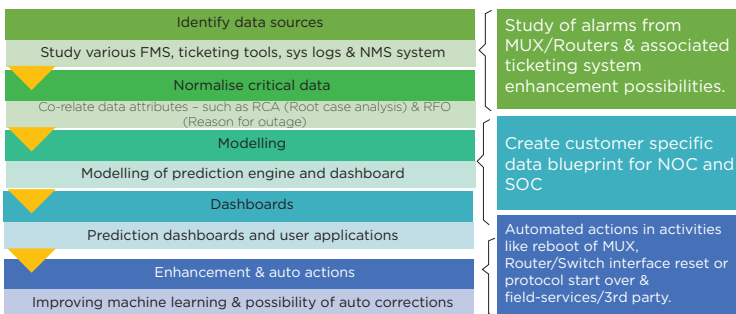 Identify data sources
Study various FMS, ticketing tools, sys logs & NMS system
Normalise critical data
Co-relate data attributes – such as RCA (Root case analysis) & RFO
(Reason for outage)
Modelling
Modelling of prediction engine and dashboard
Dashboards
Prediction dashboards and user applications
Enhancement & auto actions
Improving machine learning & possibility of auto corrections
Study of alarms from
MUX/Routers & associated
ticketing system
enhancement possibilities.
Create customer specific
data blueprint for NOC and
SOC
Automated actions in activities
like reboot of MUX,
Router/Switch interface reset or
protocol start over &
field-services/3rd party.